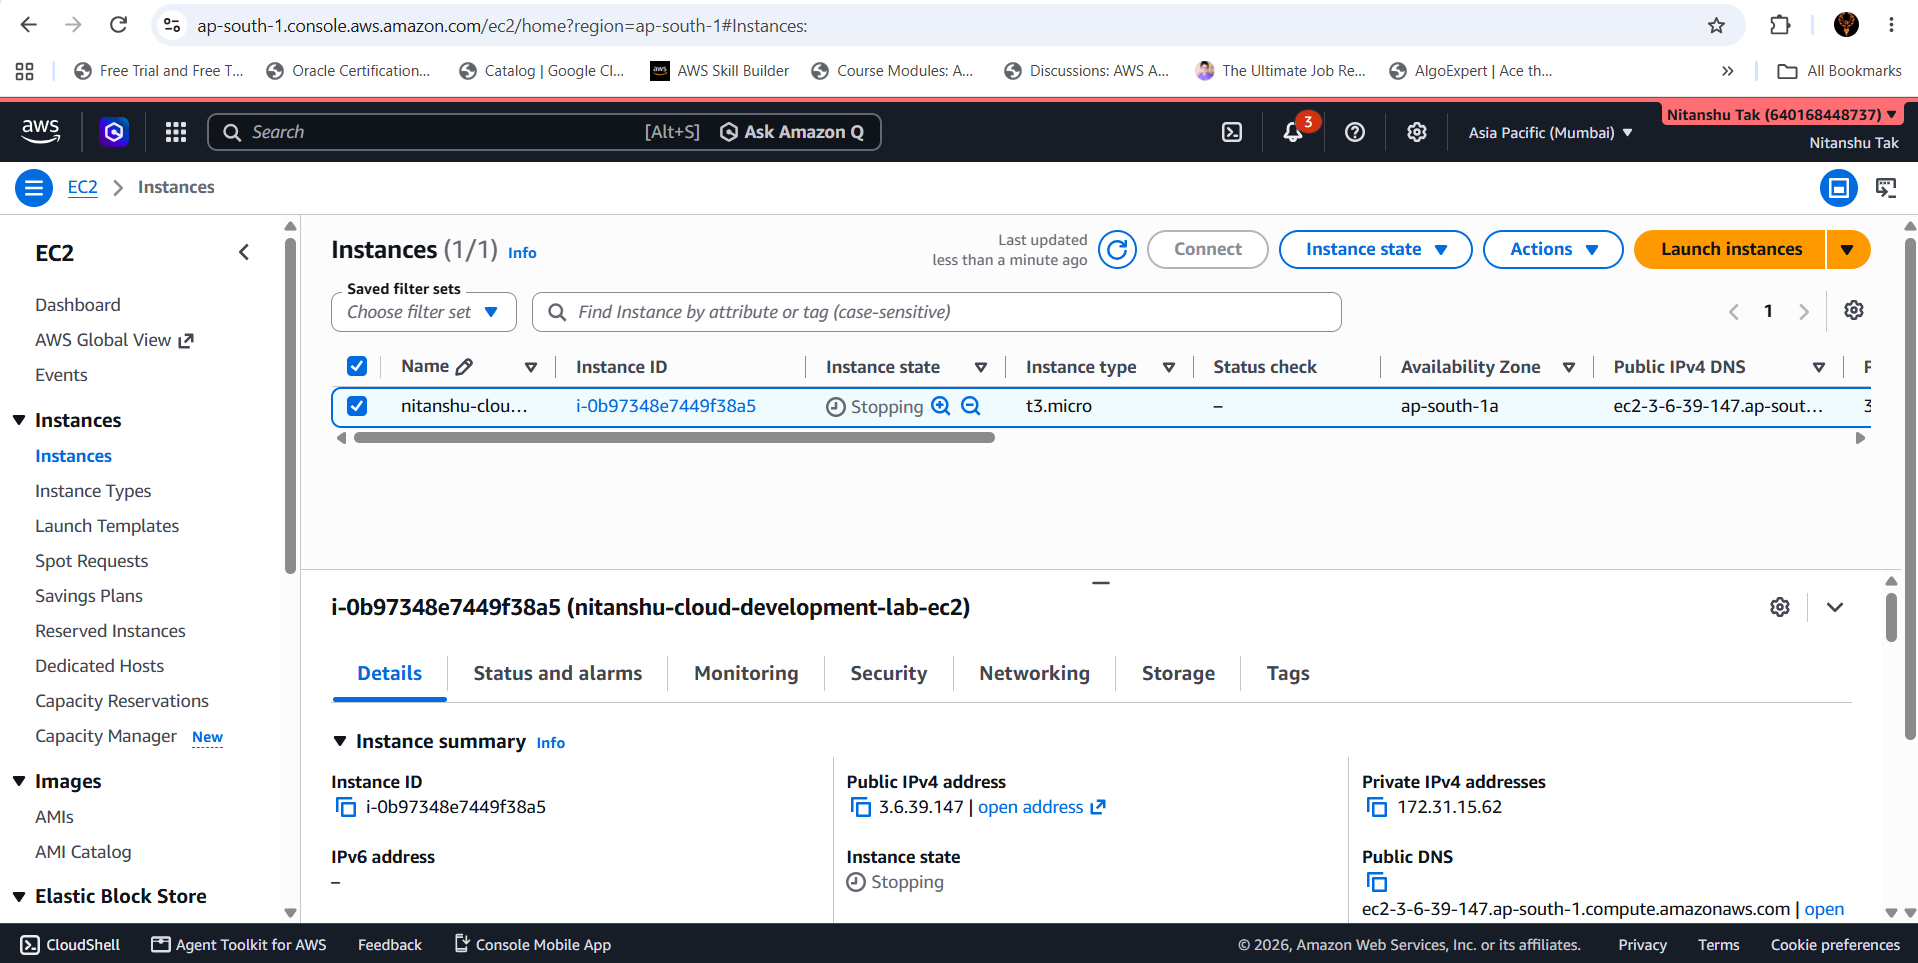 ap-south-1.console.aws.amazon.com/ec2/home?region=ap-south-1#Instances:
Free Trial and Free T...
Oracle Certification...
Catalog | Google Cl...
aws
AWS Skill Builder
Course Modules: A...
Discussions: AWS A...
The Ultimate Job Re...
AlgoExpert | Ace th...
All Bookmarks
aws
Search
[Alt+S]
Ask Amazon Q
3
Asia Pacific (Mumbai)
Nitanshu Tak (640168448737)
Nitanshu Tak
EC2
Instances
EC2
Dashboard
AWS Global View
Events
Instances
Instances
Instance Types
Launch Templates
Spot Requests
Savings Plans
Reserved Instances
Dedicated Hosts
Capacity Reservations
Capacity Manager New
Images
AMIs
AMI Catalog
Elastic Block Store
Instances (1/1) Info
Last updated
less than a minute ago
Connect
Instance state
Actions
Launch instances
Saved filter sets
Choose filter set
Find Instance by attribute or tag (case-sensitive)
1
Name
Instance ID
Instance state
Instance type
Status check
Availability Zone
Public IPv4 DNS
nitanshu-clou...
i-0b97348e7449f38a5
Stopping
t3.micro
–
ap-south-1a
ec2-3-6-39-147.ap-sout...
3
i-0b97348e7449f38a5 (nitanshu-cloud-development-lab-ec2)
Details
Status and alarms
Monitoring
Security
Networking
Storage
Tags
Instance summary Info
Instance ID
i-0b97348e7449f38a5
Public IPv4 address
3.6.39.147 | open address
Private IPv4 addresses
172.31.15.62
IPv6 address
–
Instance state
Stopping
Public DNS
ec2-3-6-39-147.ap-south-1.compute.amazonaws.com | open
CloudShell
Agent Toolkit for AWS
Feedback
Console Mobile App
© 2026, Amazon Web Services, Inc. or its affiliates.
Privacy
Terms
Cookie preferences